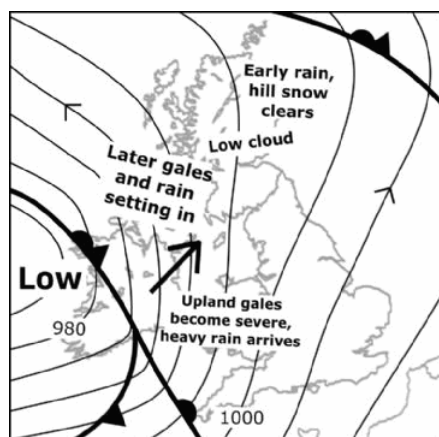 Early rain,
hill snow
clears
Low cloud
Later gales
and rain
setting in
Low
980
Upland gales
become severe,
heavy rain arrives
1000